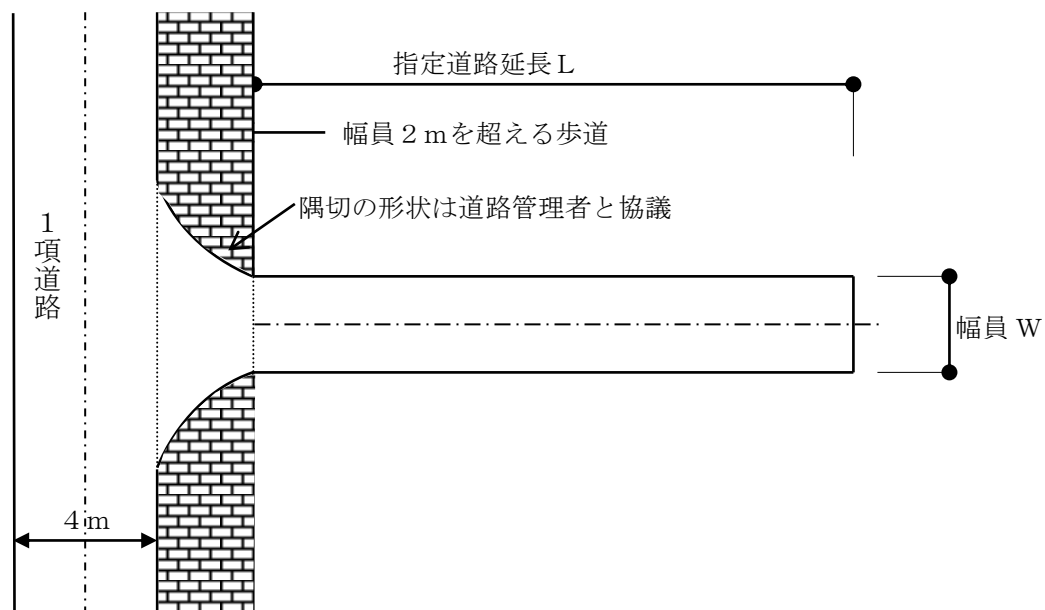 指定道路延長Ｌ
幅員２ｍを超える歩道
隅切の形状は道路管理者と協議
１項道路
幅員 W
４ｍ